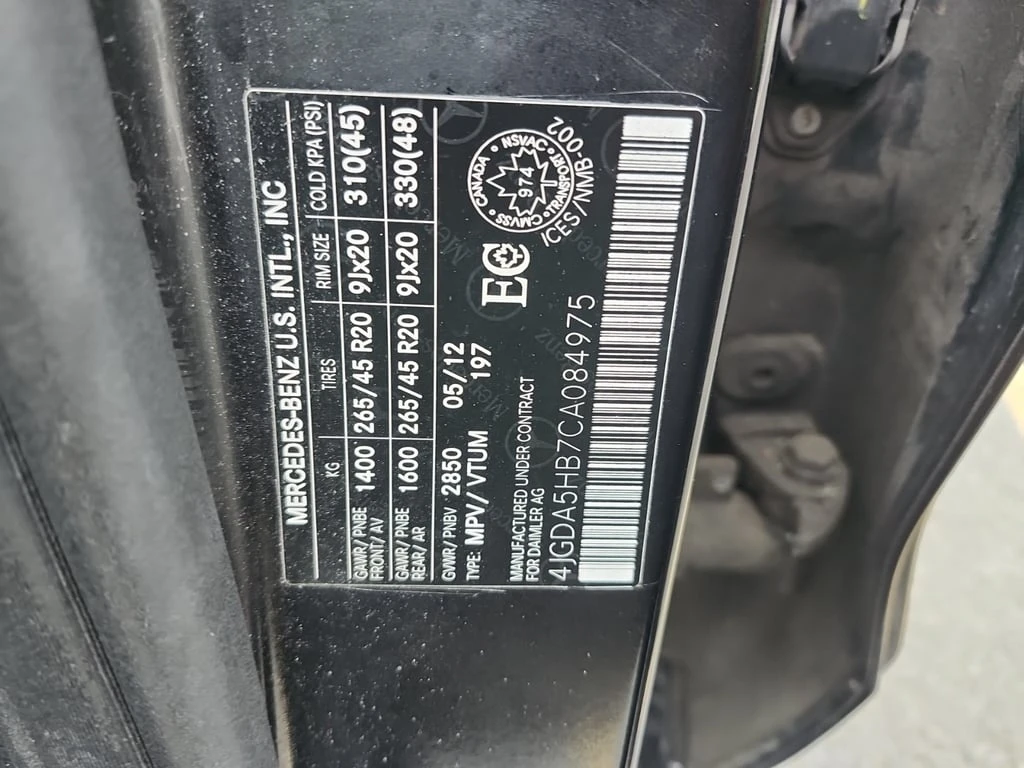 MERCEDES-BENZ U.S. INTL., INC
KG TIRES RIM SIZE COLD KPA (PSI)
GAWR/ PNBE 1400 265/45 R20 9Jx20 310(45)
FRONT/ AV
GAWR/ PNBE 1600 265/45 R20 9Jx20 330(48)
REAR/ AR
GVWR/ PNBV 2850 05/12
TYPE: MPV/VTUM 197
MANUFACTURED UNDER CONTRACT
FOR DAIMLER AG
EC
CANADA · NSVAC · TRANSPORT · CMVSS
974
ICES/NMB-002
4JGDA5HB7CA084975